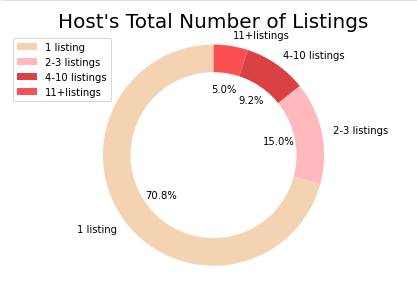 Host's Total Number of Listings
1 listing
2-3 listings
4-10 listings
11+listings
11+listings
4-10 listings
5.0%
9.2%
2-3 listings
15.0%
70.8%
1 listing